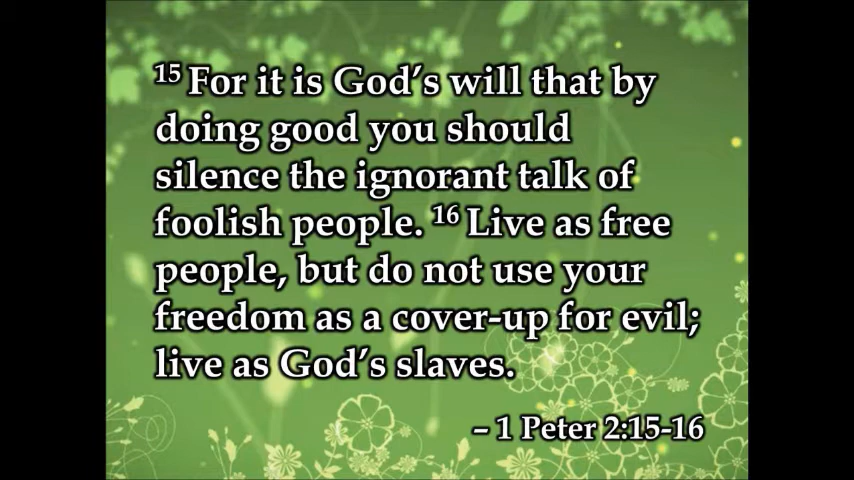 15 For it is God's will that by
doing good you should
silence the ignorant talk of
foolish people. 16 Live as free
people, but do not use your
freedom as a cover-up for evil;
live as God's slaves.
– 1 Peter 2:15-16